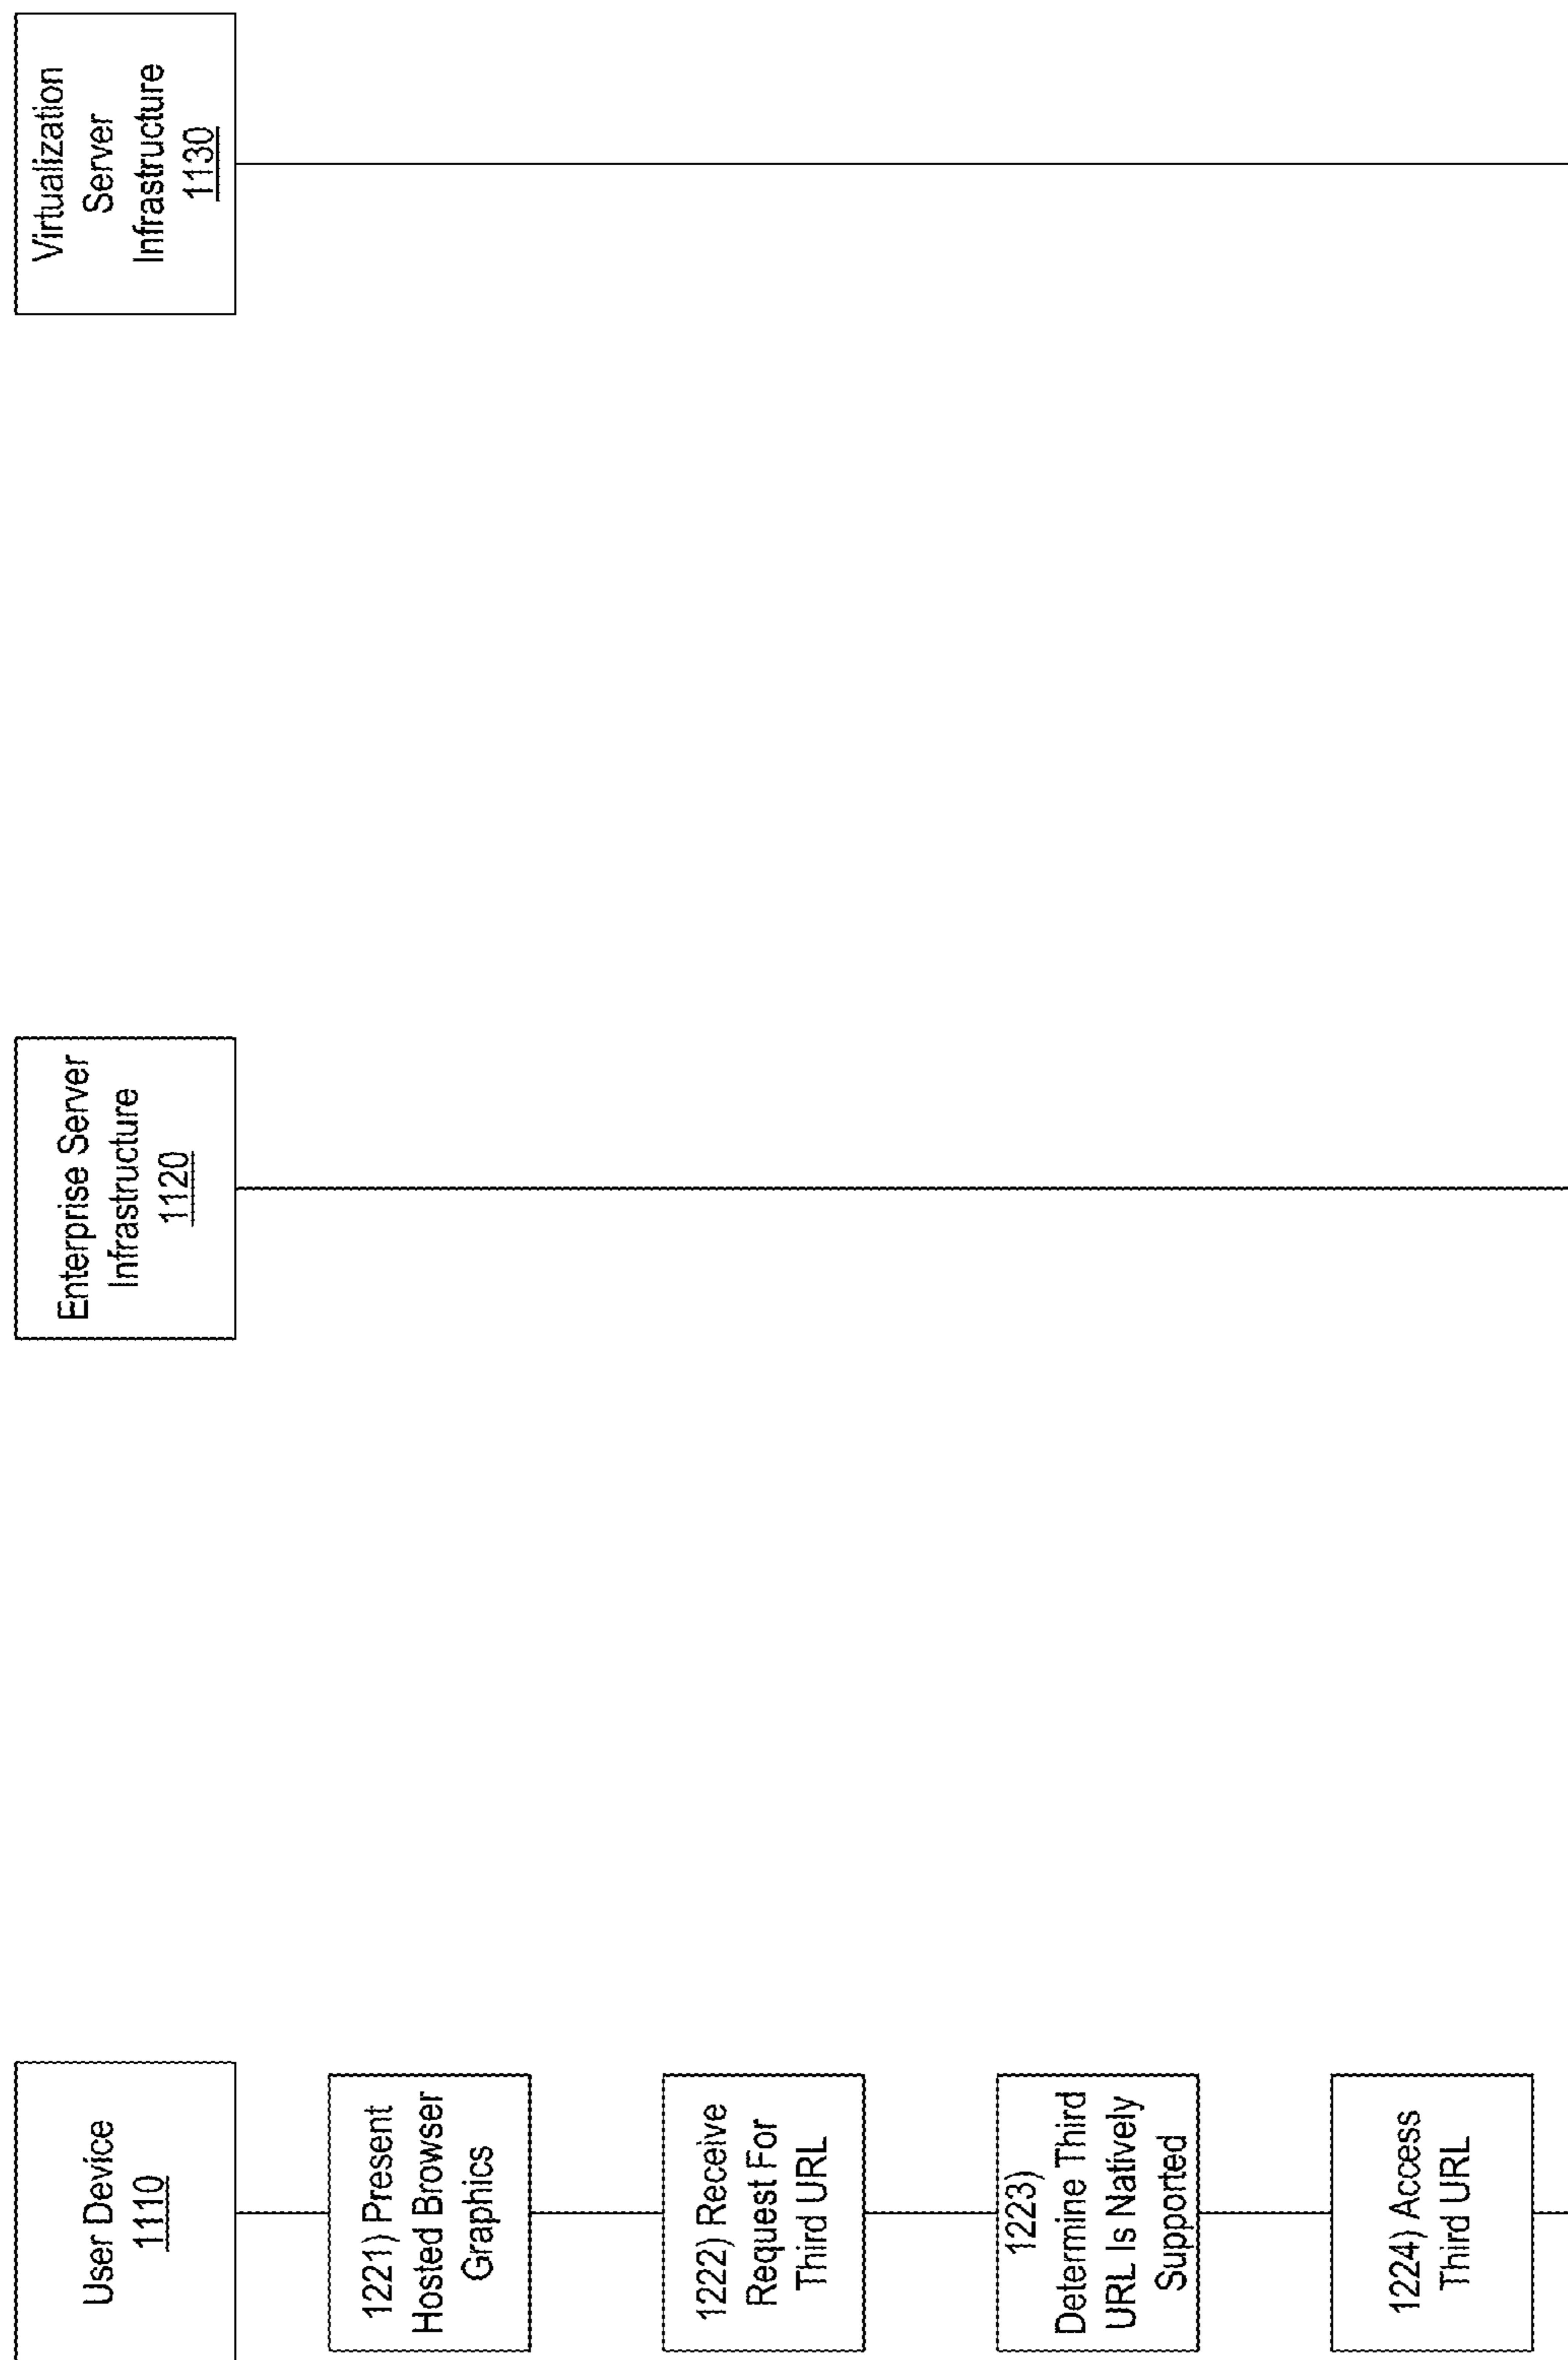 User Device
1110
Enterprise Server
Infrastructure
1120
Virtualization
Server
Infrastructure
1130
1221) Present
Hosted Browser
Graphics
1222) Receive
Request For
Third URL
1223)
Determine Third
URL Is Natively
Supported
1224) Access
Third URL